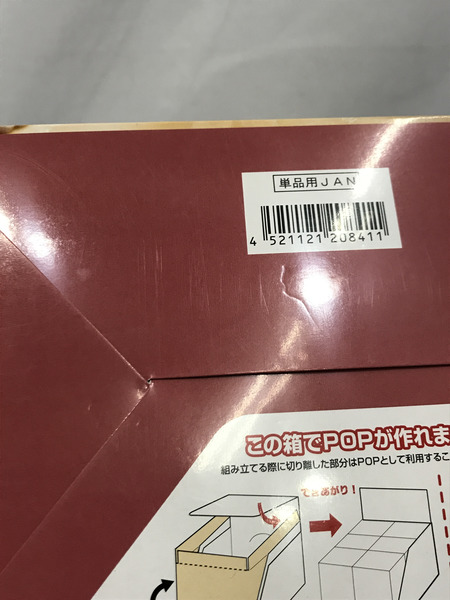 単品用JAN
4 521121 208411
この箱でPOPが作れま
組み立てる際に切り離した部分はPOPとして利用するこ
できあがり！